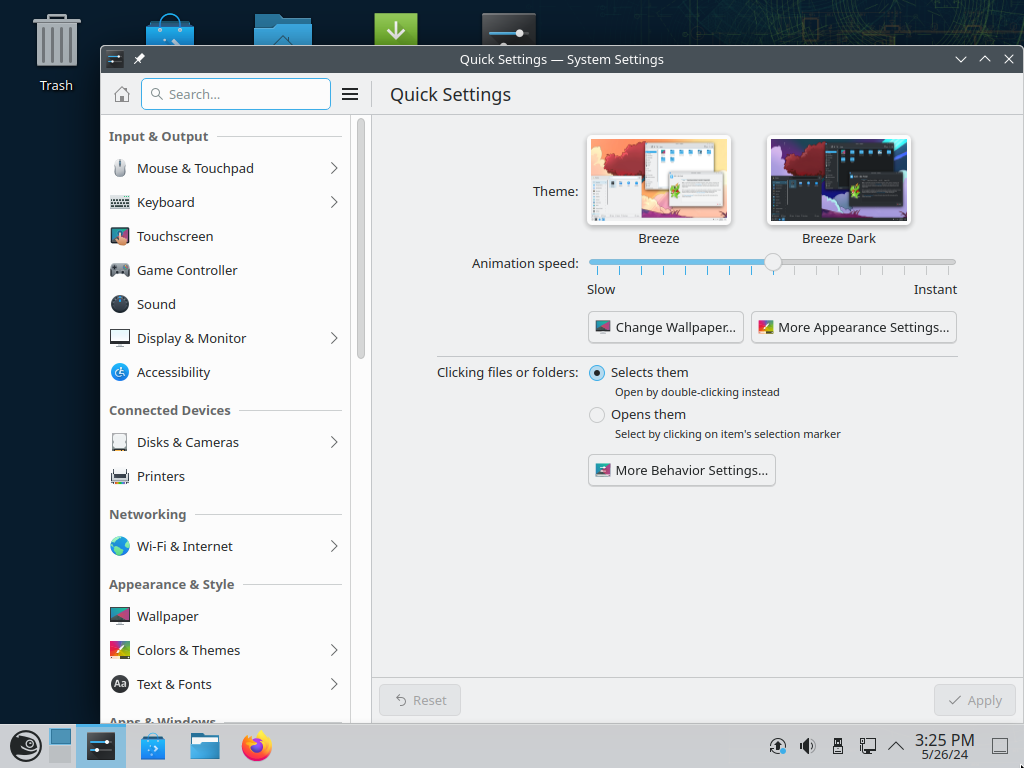 Trash
Quick Settings — System Settings
Search...
Quick Settings
Input & Output
Mouse & Touchpad
Keyboard
Touchscreen
Game Controller
Sound
Display & Monitor
Accessibility
Connected Devices
Disks & Cameras
Printers
Networking
Wi-Fi & Internet
Appearance & Style
Wallpaper
Colors & Themes
Aa
Text & Fonts
Apps & Windows
Theme:
Breeze
Breeze Dark
Animation speed:
Slow
Instant
Change Wallpaper...
More Appearance Settings...
Clicking files or folders:
Selects them
Open by double-clicking instead
Opens them
Select by clicking on item's selection marker
More Behavior Settings...
Reset
Apply
3:25 PM
5/26/24